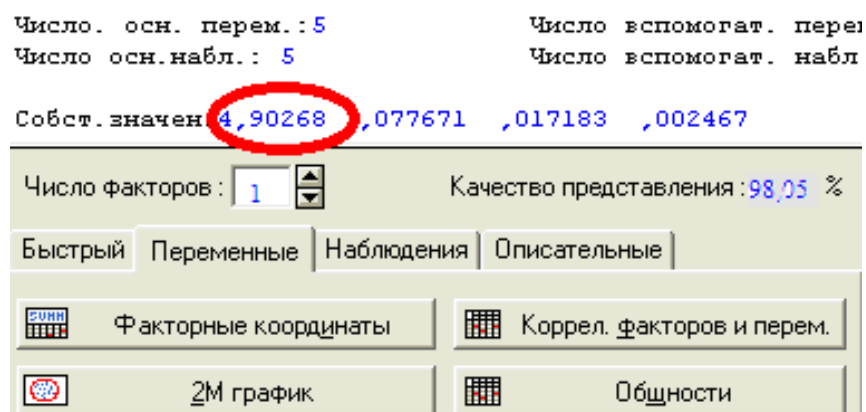 Число. осн. перем.:5 Число вспомогат. перем
Число осн.набл.: 5 Число вспомогат. набл
Собст.значен 4,90268 ,077671 ,017183 ,002467
Число факторов : 1 Качество представления :98,05 %
Быстрый Переменные Наблюдения Описательные
Факторные координаты Коррел. факторов и перем.
2М график Общности